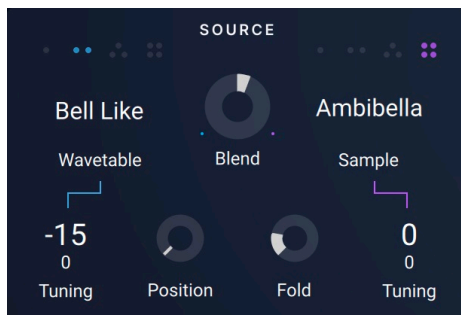 SOURCE
Bell Like
Ambibella
Wavetable
Blend
Sample
-15
0
0
0
Tuning
Position
Fold
Tuning